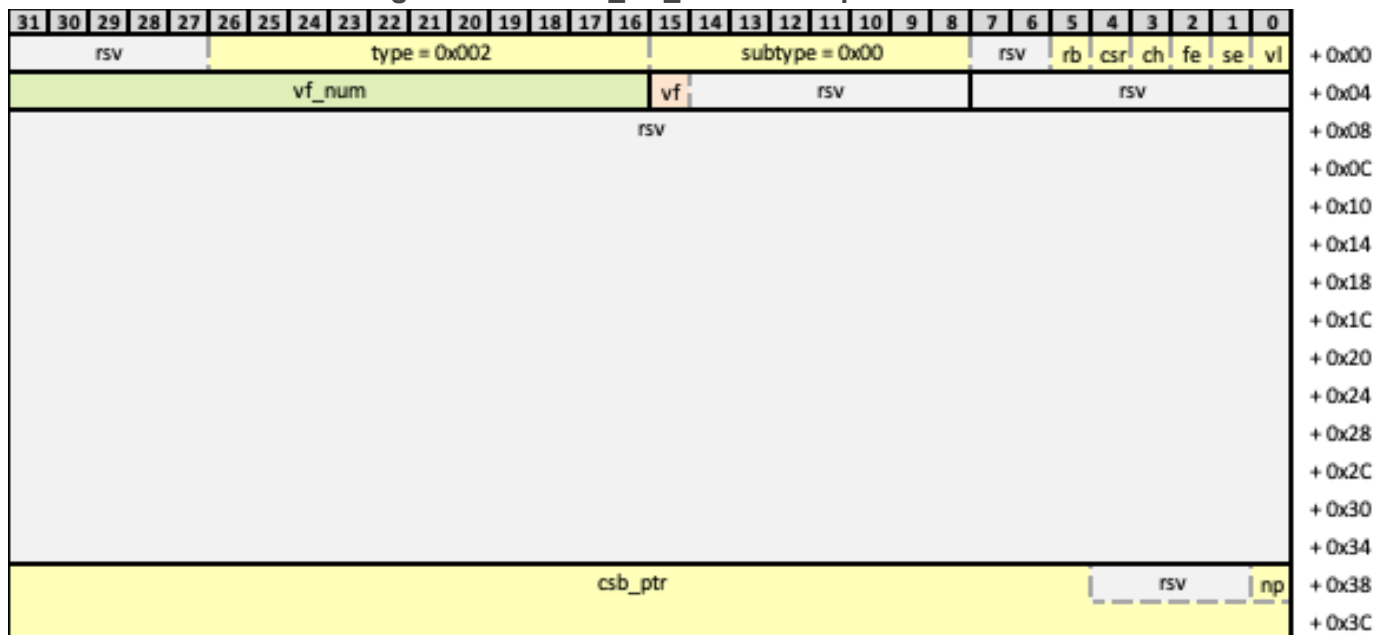 31 30 29 28 27 26 25 24 23 22 21 20 19 18 17 16 15 14 13 12 11 10 9 8 7 6 5 4 3 2 1 0
rsv type = 0x002 subtype = 0x00 rsv rb csr ch fe se vl + 0x00
vf_num vf rsv rsv + 0x04
rsv + 0x08
+ 0x0C
+ 0x10
+ 0x14
+ 0x18
+ 0x1C
+ 0x20
+ 0x24
+ 0x28
+ 0x2C
+ 0x30
+ 0x34
csb_ptr rsv np + 0x38
+ 0x3C